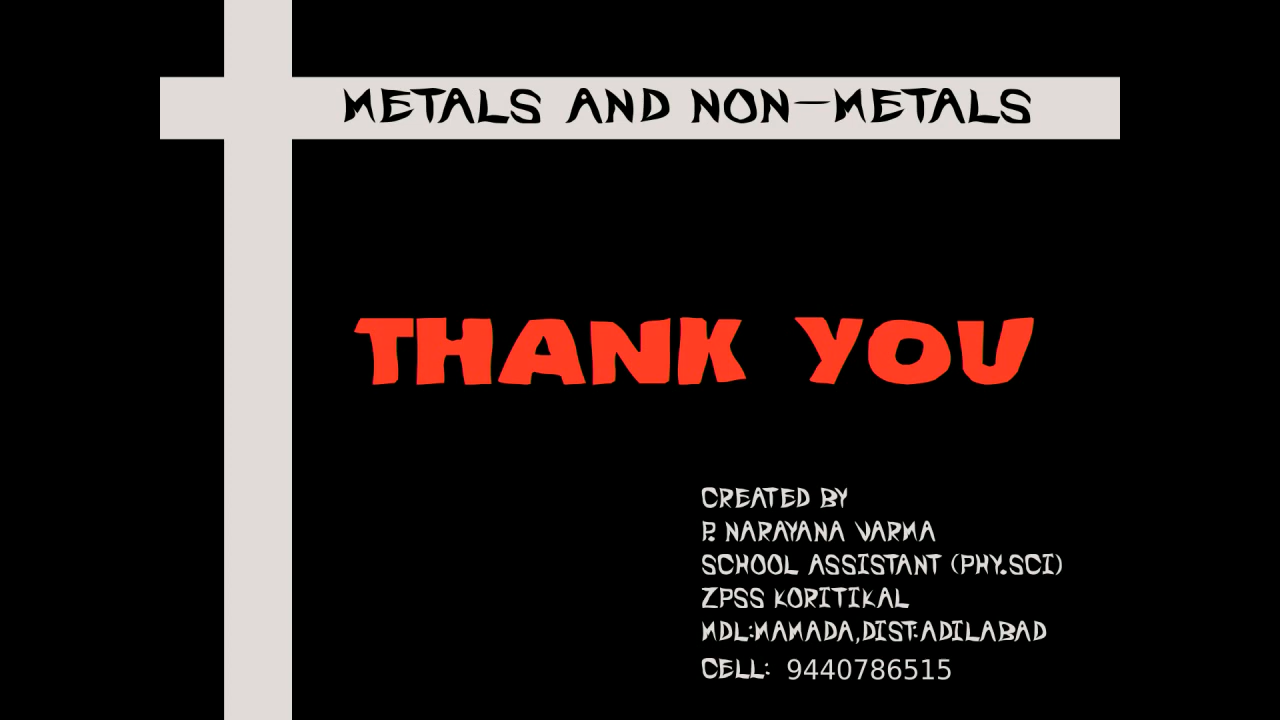 METALS AND NON-METALS
THANK YOU
CREATED BY
P. NARAYANA VARMA
SCHOOL ASSISTANT (PHY.SCI)
ZPSS KORITIKAL
MDL:MAMADA,DIST:ADILABAD
CELL: 9440786515